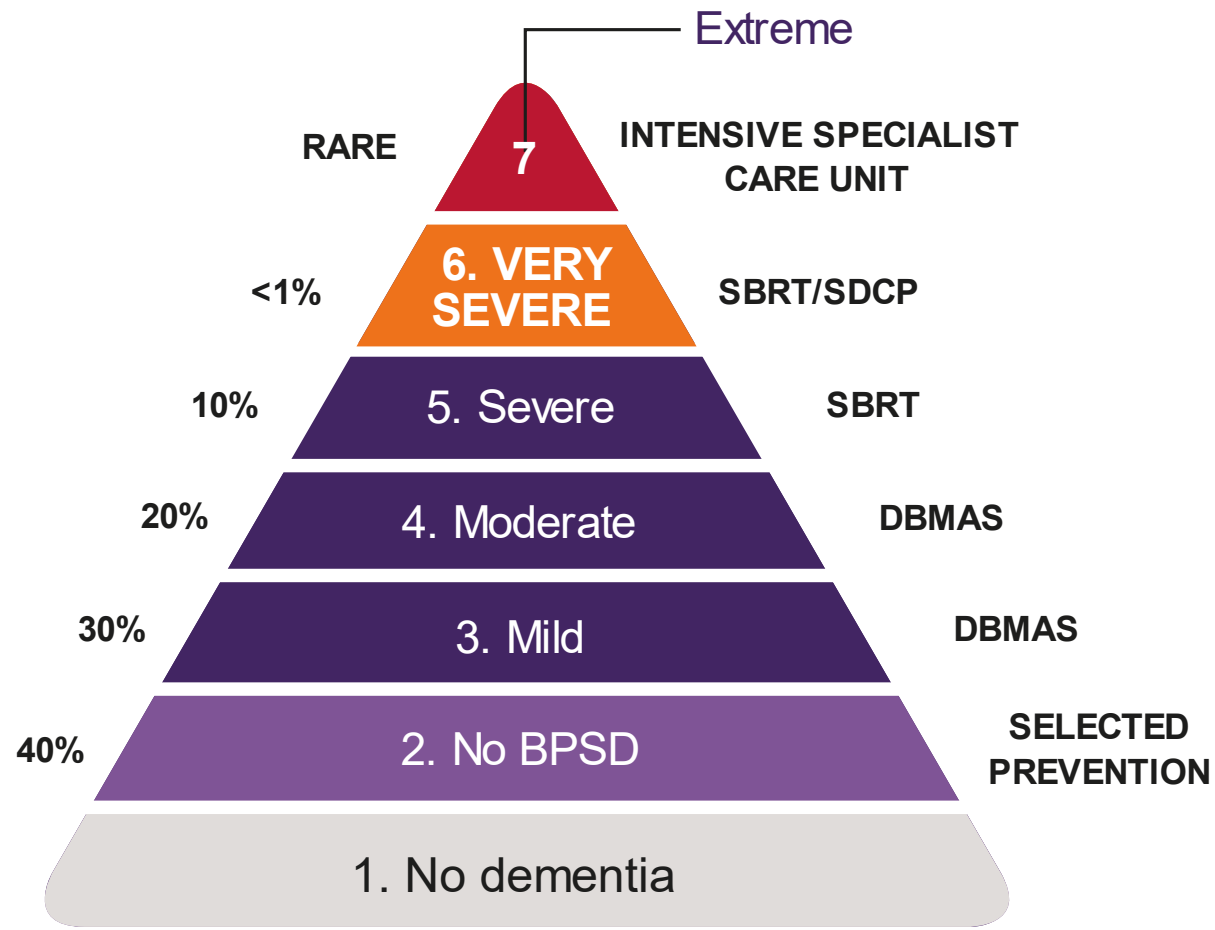 Extreme
RARE
7
INTENSIVE SPECIALIST
CARE UNIT
<1%
6. VERY
SEVERE
SBRT/SDCP
10%
5. Severe
SBRT
20%
4. Moderate
DBMAS
30%
3. Mild
DBMAS
40%
2. No BPSD
SELECTED
PREVENTION
1. No dementia